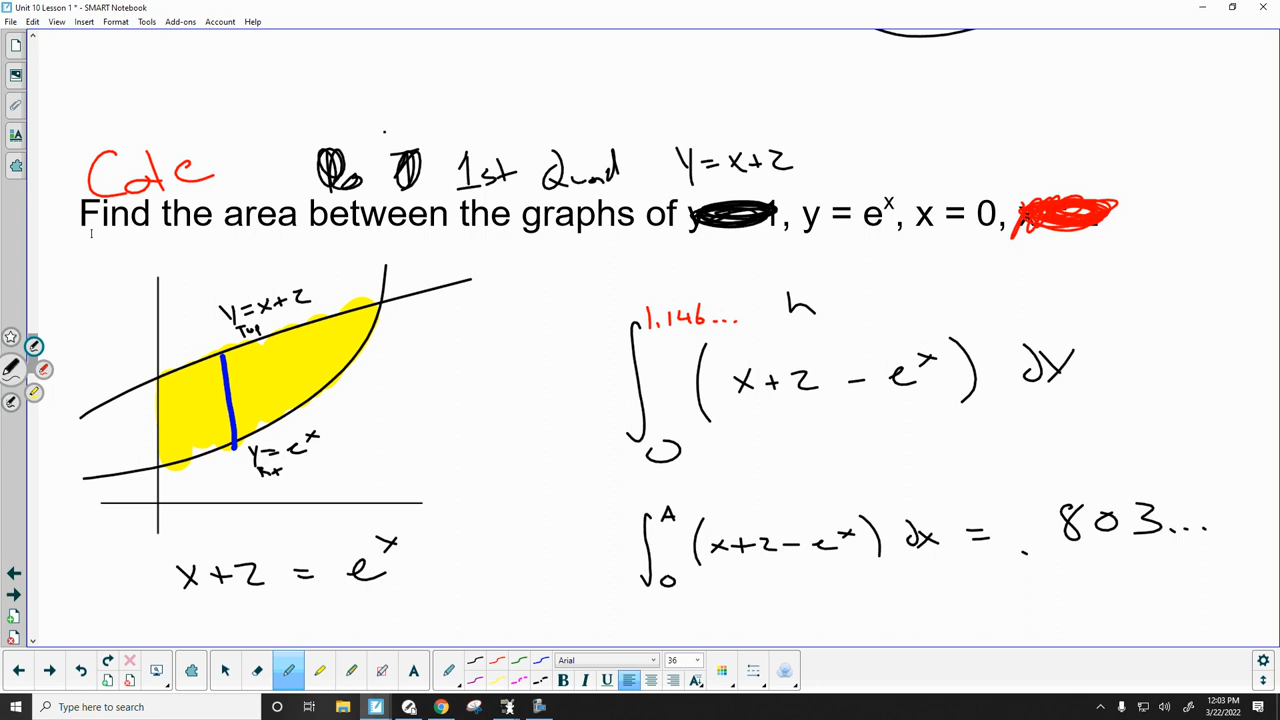 Unit 10 Lesson 1 * - SMART Notebook
File Edit View Insert Format Tools Add-ons Account Help
Calc 1st Quad y = x + 2
Find the area between the graphs of , y = eˣ, x = 0,
y = x + 2
Top
y = eˣ
x + 2 = eˣ
1.146...
h
∫ ( x + 2 - eˣ ) dx
0
A
∫ (x + 2 - eˣ) dx = .803...
0
Arial 36
B I U
Type here to search
12:03 PM
3/22/2022